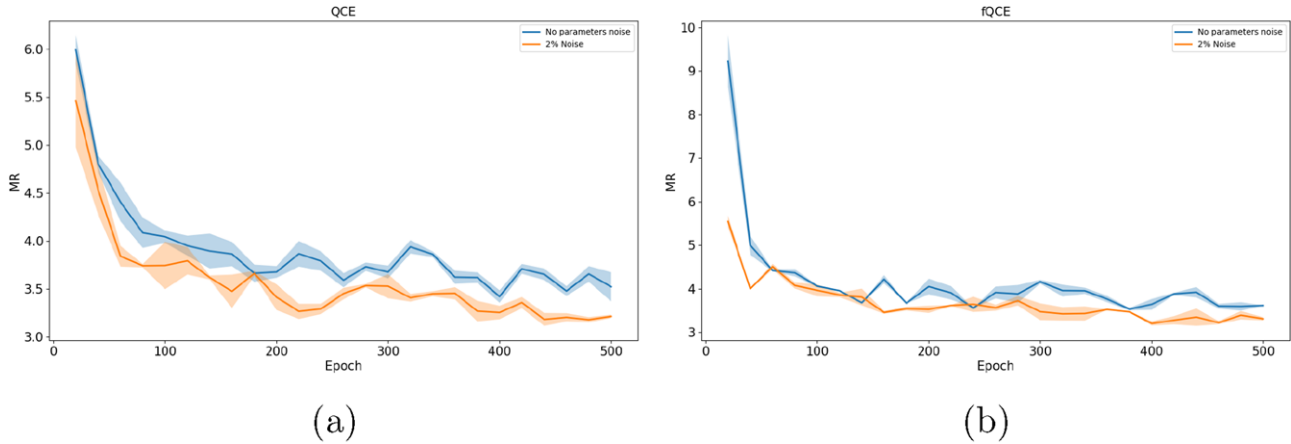 QCE
6.0
5.5
5.0
4.5
4.0
3.5
3.0
MR
0
100
200
300
400
500
Epoch
No parameters noise
2% Noise
(a)
fQCE
10
9
8
7
6
5
4
3
MR
0
100
200
300
400
500
Epoch
No parameters noise
2% Noise
(b)